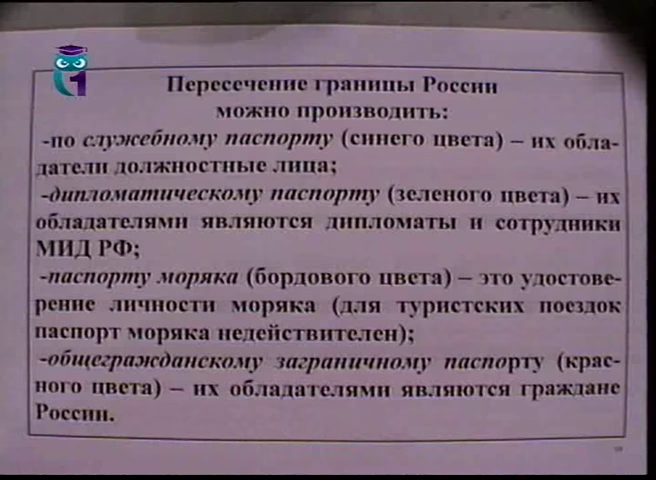 1
Пересечение границы России
можно производить:
-по служебному паспорту (синего цвета) – их обла-
датели должностные лица;
-дипломатическому паспорту (зеленого цвета) – их
обладателями являются дипломаты и сотрудники
МИД РФ;
-паспорту моряка (бордового цвета) – это удостове-
рение личности моряка (для туристских поездок
паспорт моряка недействителен);
-общегражданскому заграничному паспорту (крас-
ного цвета) – их обладателями являются граждане
России.